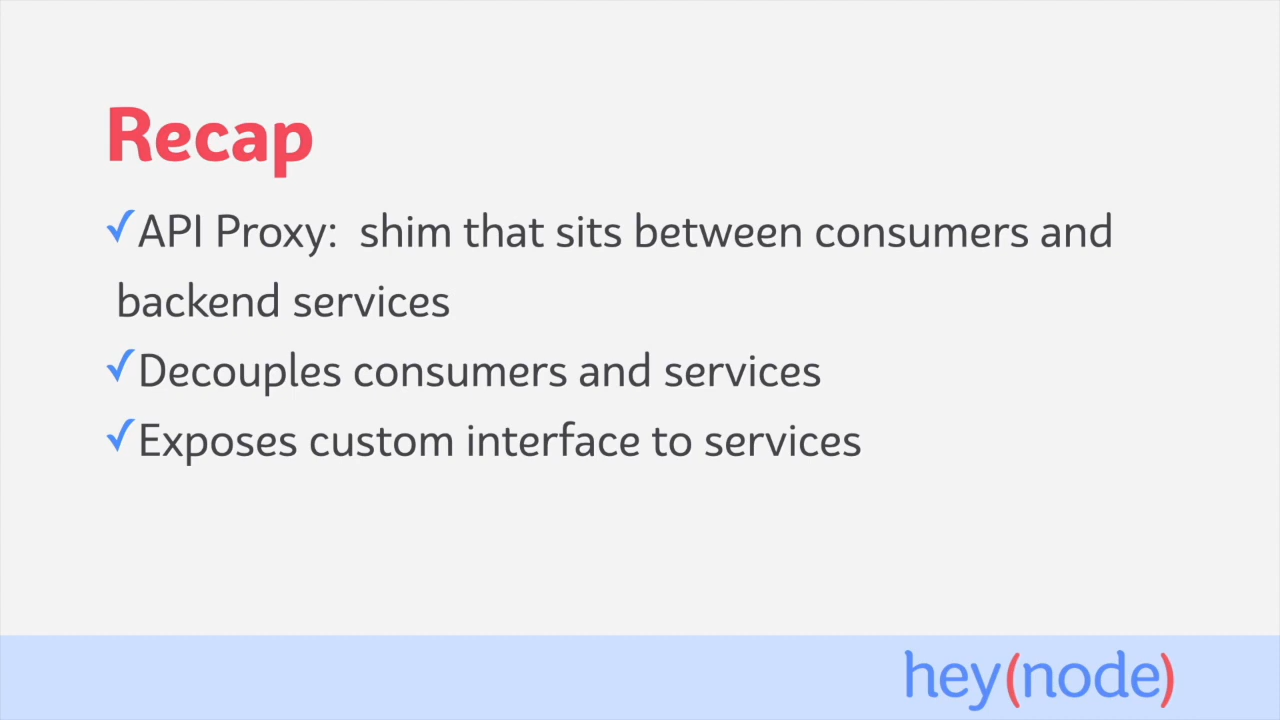 Recap
✓API Proxy:  shim that sits between consumers and
backend services
✓Decouples consumers and services
✓Exposes custom interface to services
hey(node)